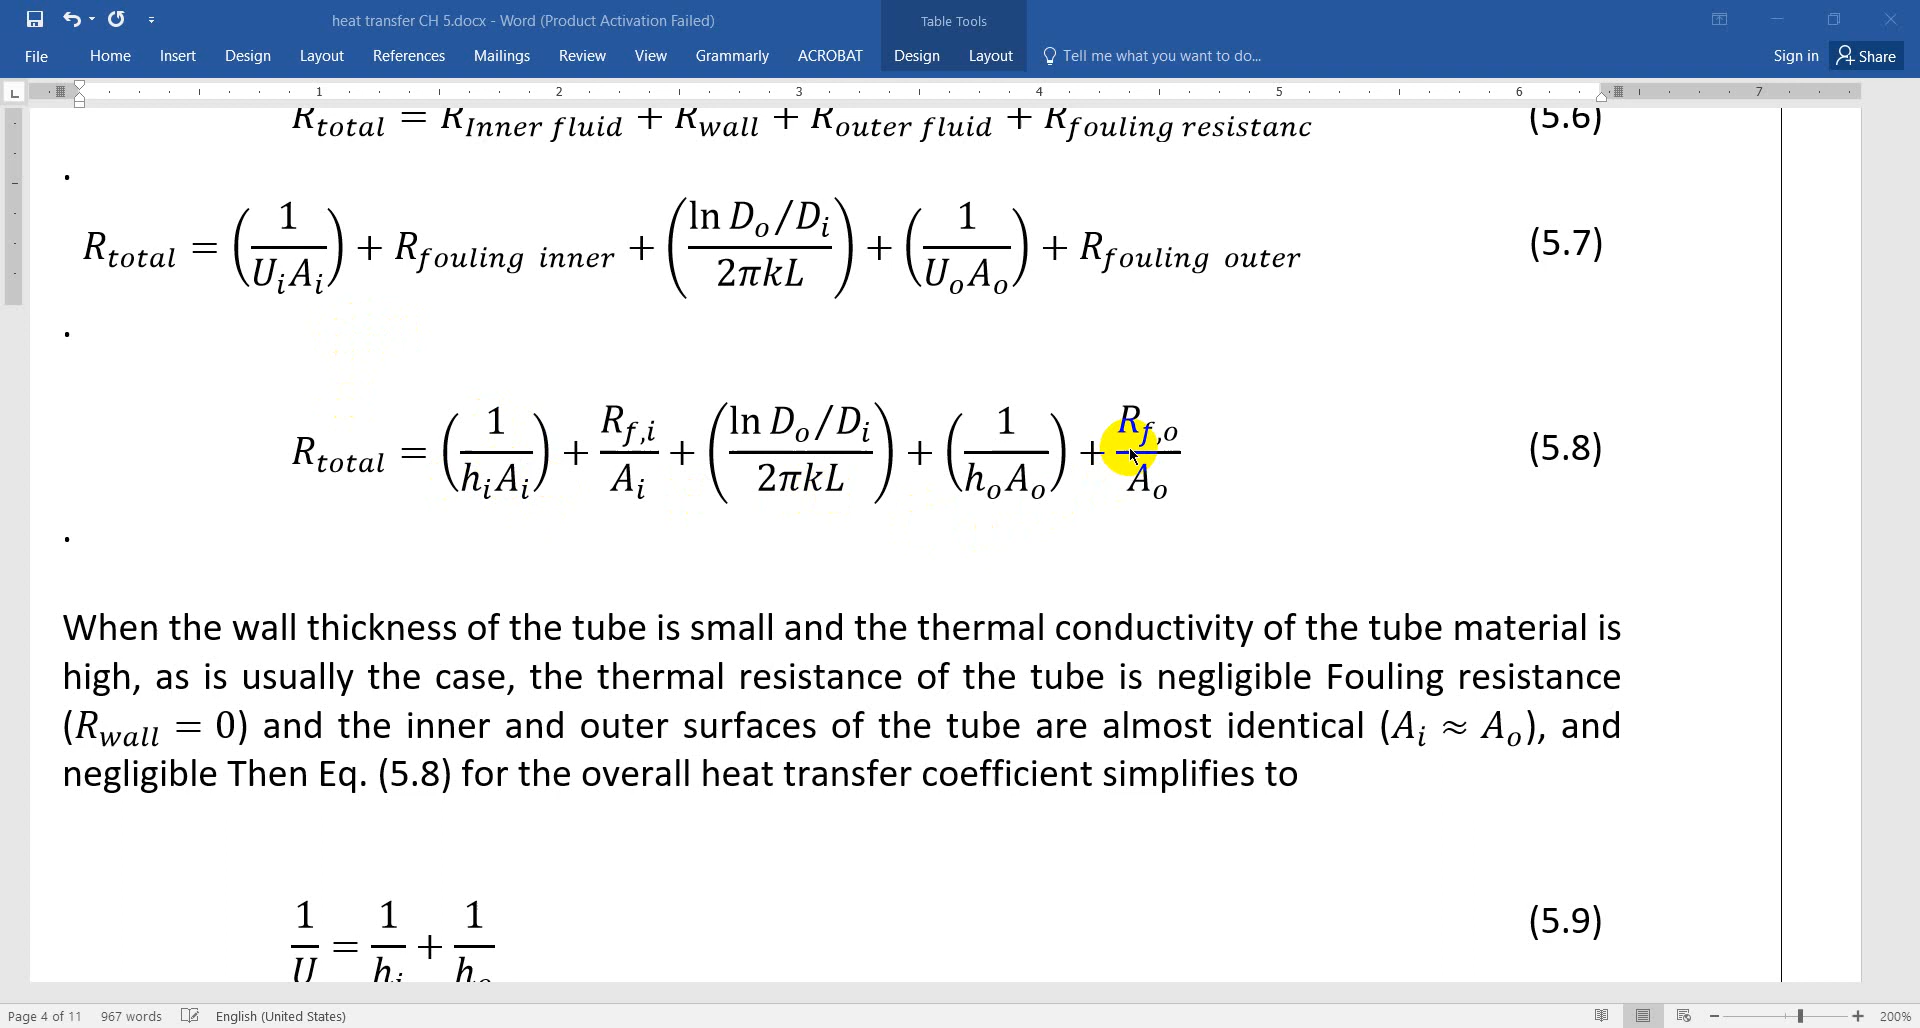 heat transfer CH 5.docx - Word (Product Activation Failed)
Table Tools
File Home Insert Design Layout References Mailings Review View Grammarly ACROBAT Design Layout Tell me what you want to do... Sign in Share
1 2 3 4 5 6 7
R_total = R_Inner fluid + R_wall + R_outer fluid + R_fouling resistanc (5.6)
.
R_total = (1/(U_i A_i)) + R_fouling inner + (ln D_o/D_i / 2πkL) + (1/(U_o A_o)) + R_fouling outer (5.7)
.
R_total = (1/(h_i A_i)) + R_f,i/A_i + (ln D_o/D_i / 2πkL) + (1/(h_o A_o)) + R_f,o/A_o (5.8)
.
When the wall thickness of the tube is small and the thermal conductivity of the tube material is
high, as is usually the case, the thermal resistance of the tube is negligible Fouling resistance
(R_wall = 0) and the inner and outer surfaces of the tube are almost identical (A_i ≈ A_o), and
negligible Then Eq. (5.8) for the overall heat transfer coefficient simplifies to
1/U = 1/h_i + 1/h_o (5.9)
Page 4 of 11 967 words English (United States) 200%